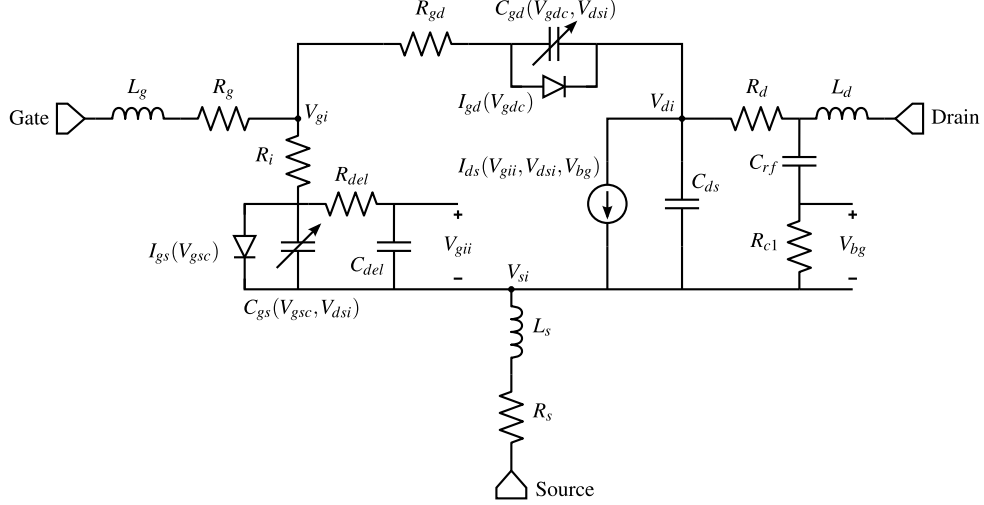 R_gd
C_gd(V_gdc, V_dsi)
L_g
R_g
I_gd(V_gdc)
V_di
R_d
L_d
Gate
V_gi
Drain
R_i
R_del
I_ds(V_gii, V_dsi, V_bg)
C_ds
C_rf
+
+
I_gs(V_gsc)
C_del
V_gii
R_c1
V_bg
−
−
V_si
C_gs(V_gsc, V_dsi)
L_s
R_s
Source